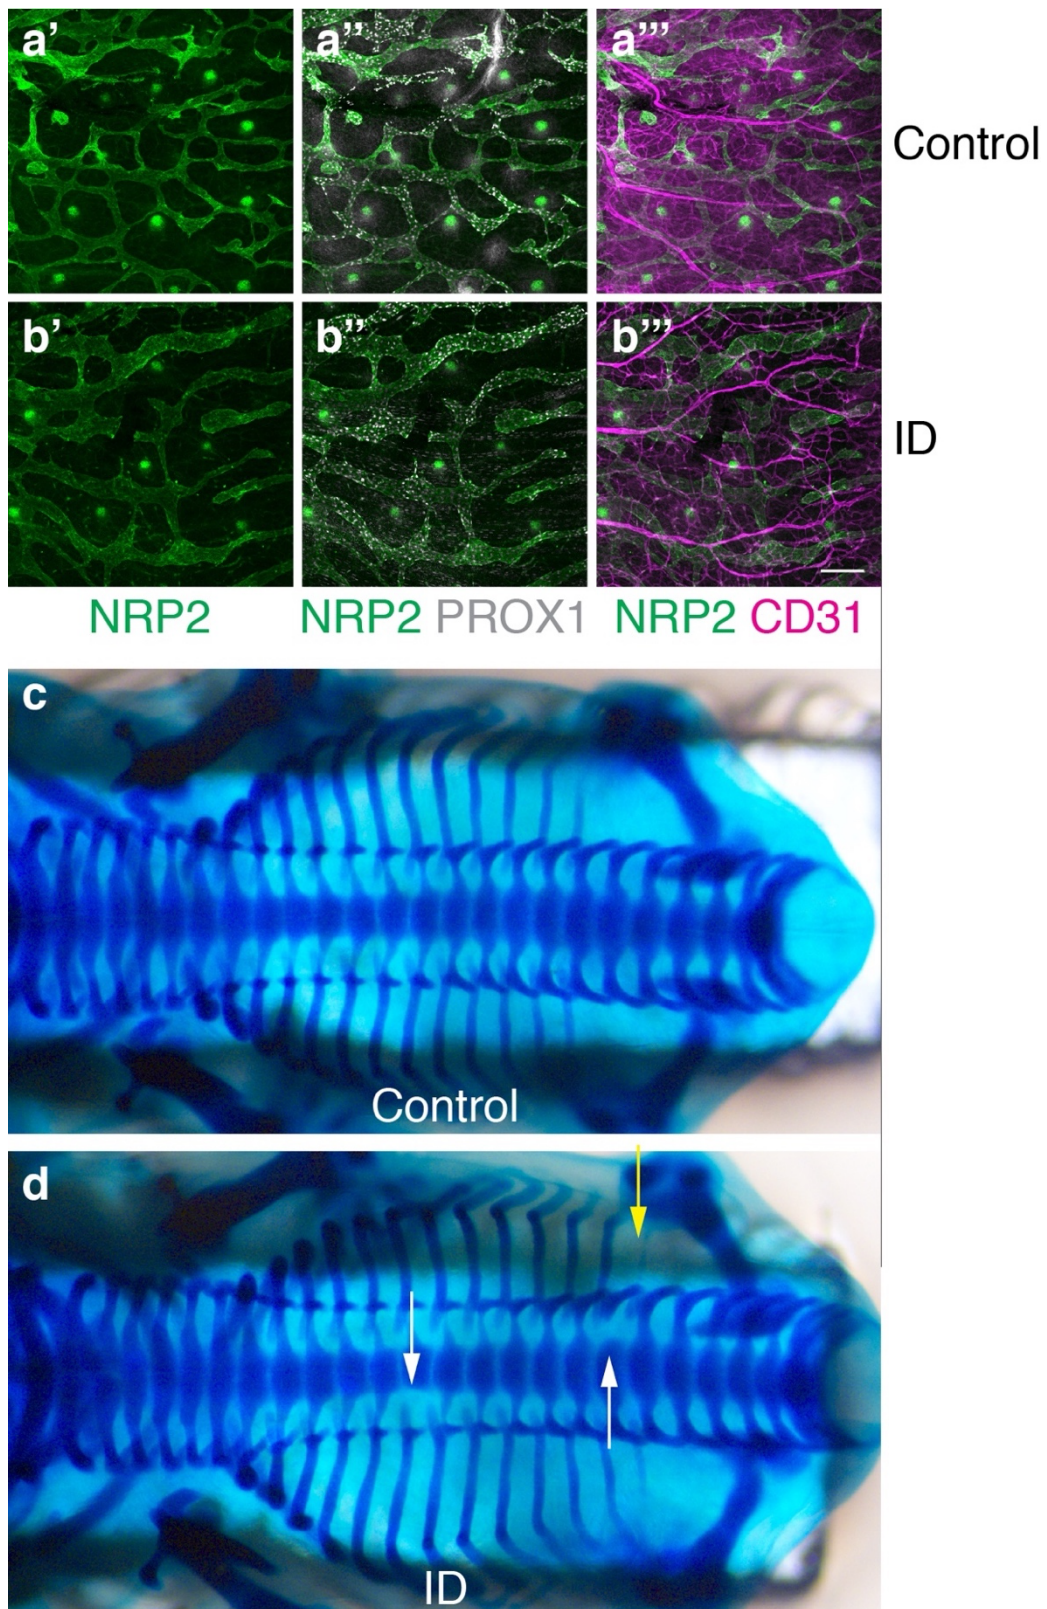 a’ a’’ a’’’
Control
b’ b’’ b’’’
ID
NRP2 NRP2 PROX1 NRP2 CD31
c
Control
d
ID